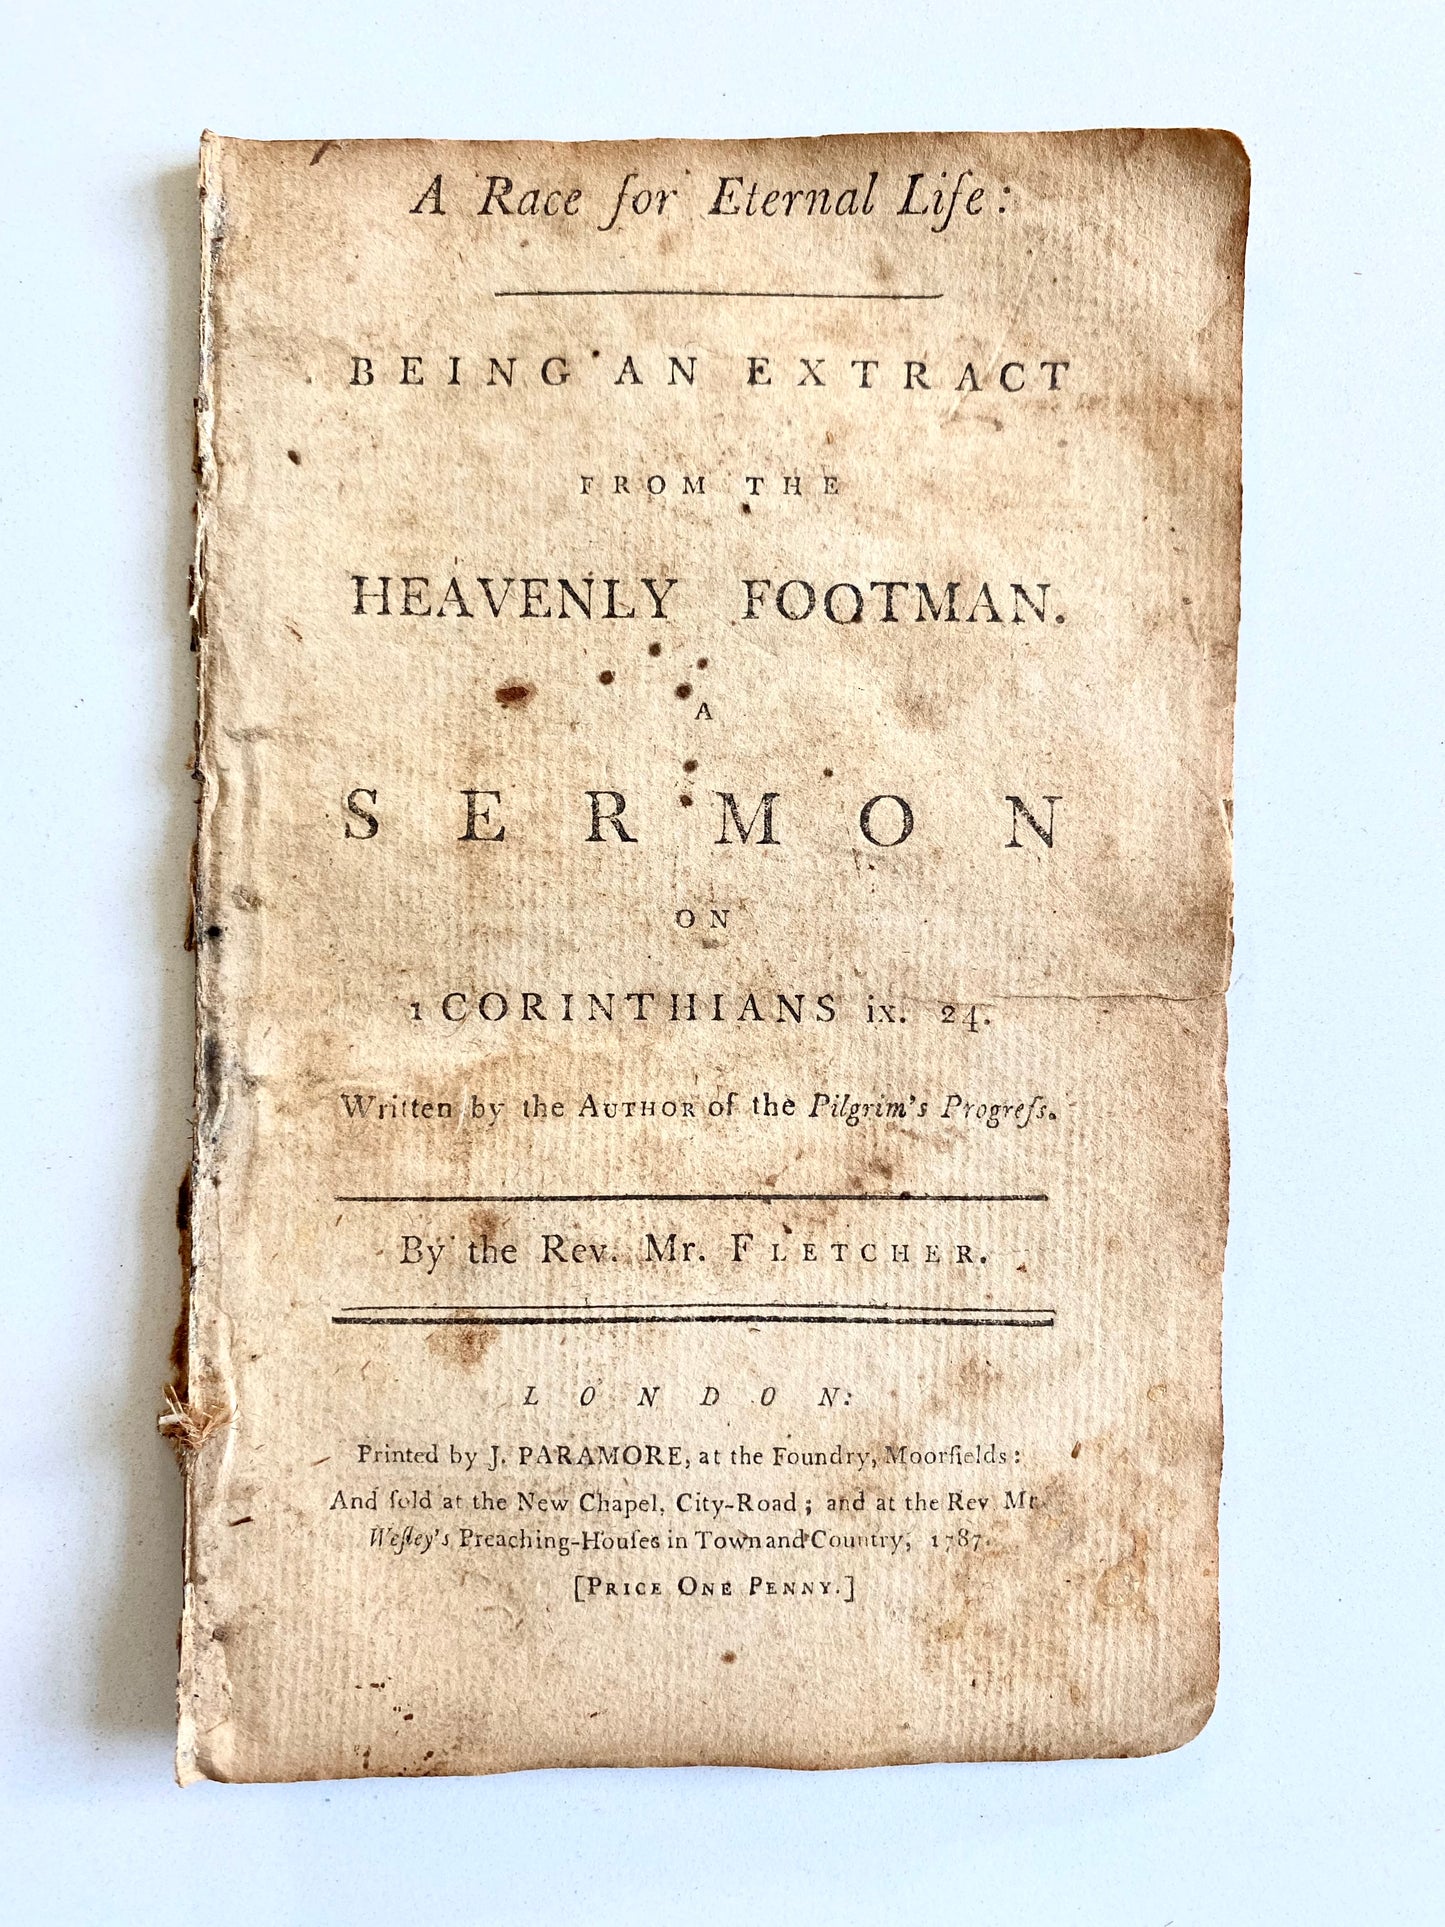 A Race ſor Eternal Liſe:
BEING AN EXTRACT
FROM THE
HEAVENLY FOOTMAN.
A
SERMON
ON
1 CORINTHIANS ix. 24.
Written by the AUTHOR of the Pilgrim's Progreſs.
By the Rev. Mr. FLETCHER.
LONDON:
Printed by J. PARAMORE, at the Foundry, Moorfields:
And ſold at the New Chapel, City-Road; and at the Rev Mr.
Weſley's Preaching-Houſes in Town and Country, 1787.
[PRICE ONE PENNY.]